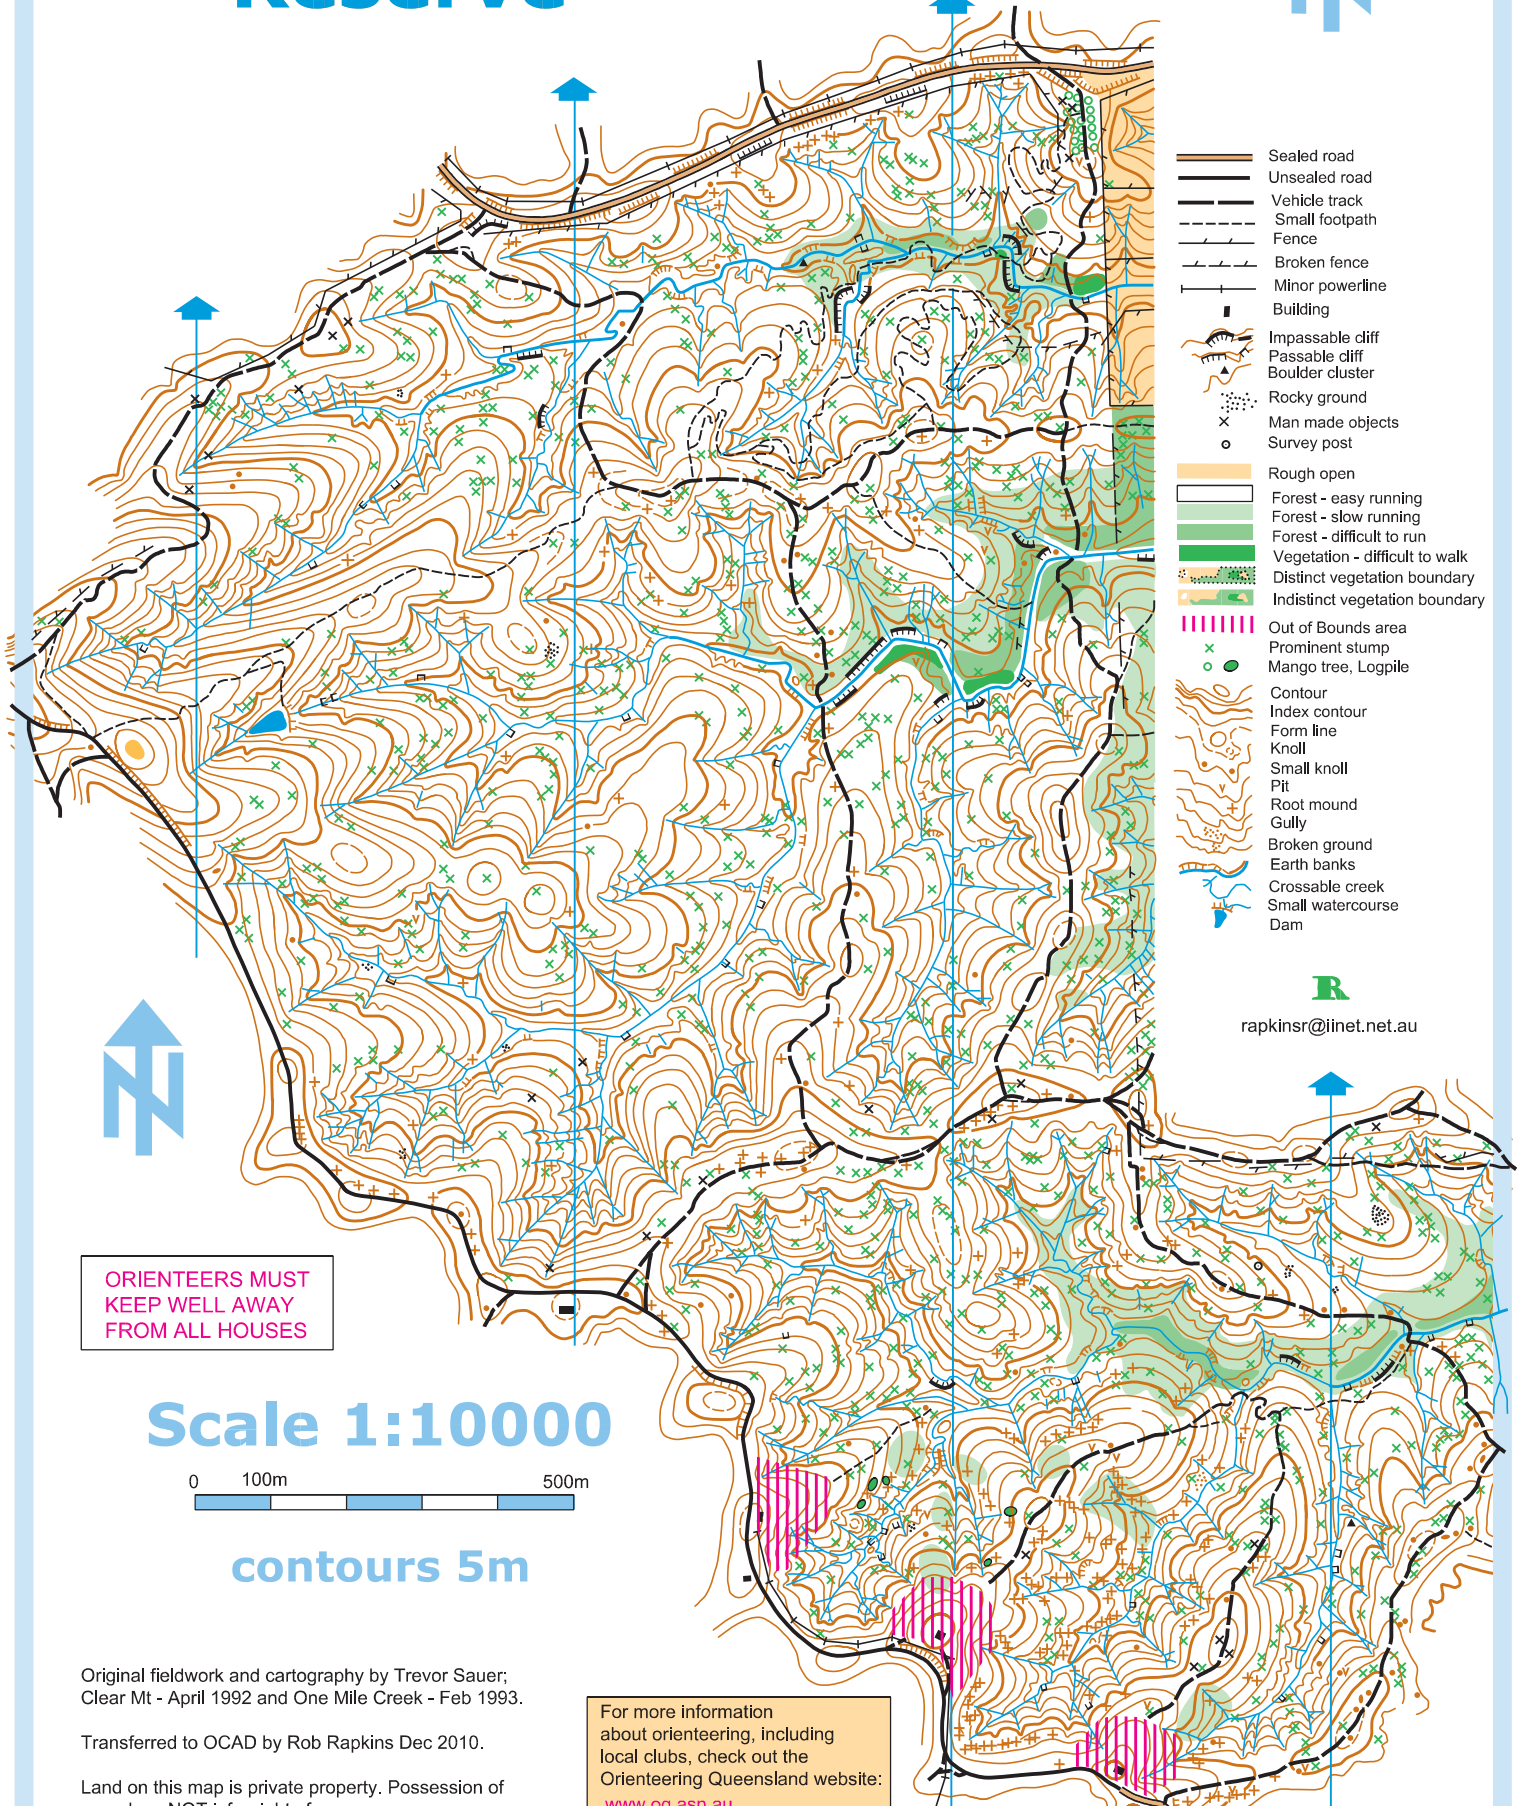 Reserve
Sealed road
Unsealed road
Vehicle track
Small footpath
Fence
Broken fence
Minor powerline
Building
Impassable cliff
Passable cliff
Boulder cluster
Rocky ground
Man made objects
Survey post
Rough open
Forest - easy running
Forest - slow running
Forest - difficult to run
Vegetation - difficult to walk
Distinct vegetation boundary
Indistinct vegetation boundary
Out of Bounds area
Prominent stump
Mango tree, Logpile
Contour
Index contour
Form line
Knoll
Small knoll
Pit
Root mound
Gully
Broken ground
Earth banks
Crossable creek
Small watercourse
Dam
R
rapkinsr@iinet.net.au
N
ORIENTEERS MUST
KEEP WELL AWAY
FROM ALL HOUSES
Scale 1:10000
0 100m 500m
contours 5m
Original fieldwork and cartography by Trevor Sauer;
Clear Mt - April 1992 and One Mile Creek - Feb 1993.
Transferred to OCAD by Rob Rapkins Dec 2010.
Land on this map is private property. Possession of
For more information
about orienteering, including
local clubs, check out the
Orienteering Queensland website:
www.oq.asn.au